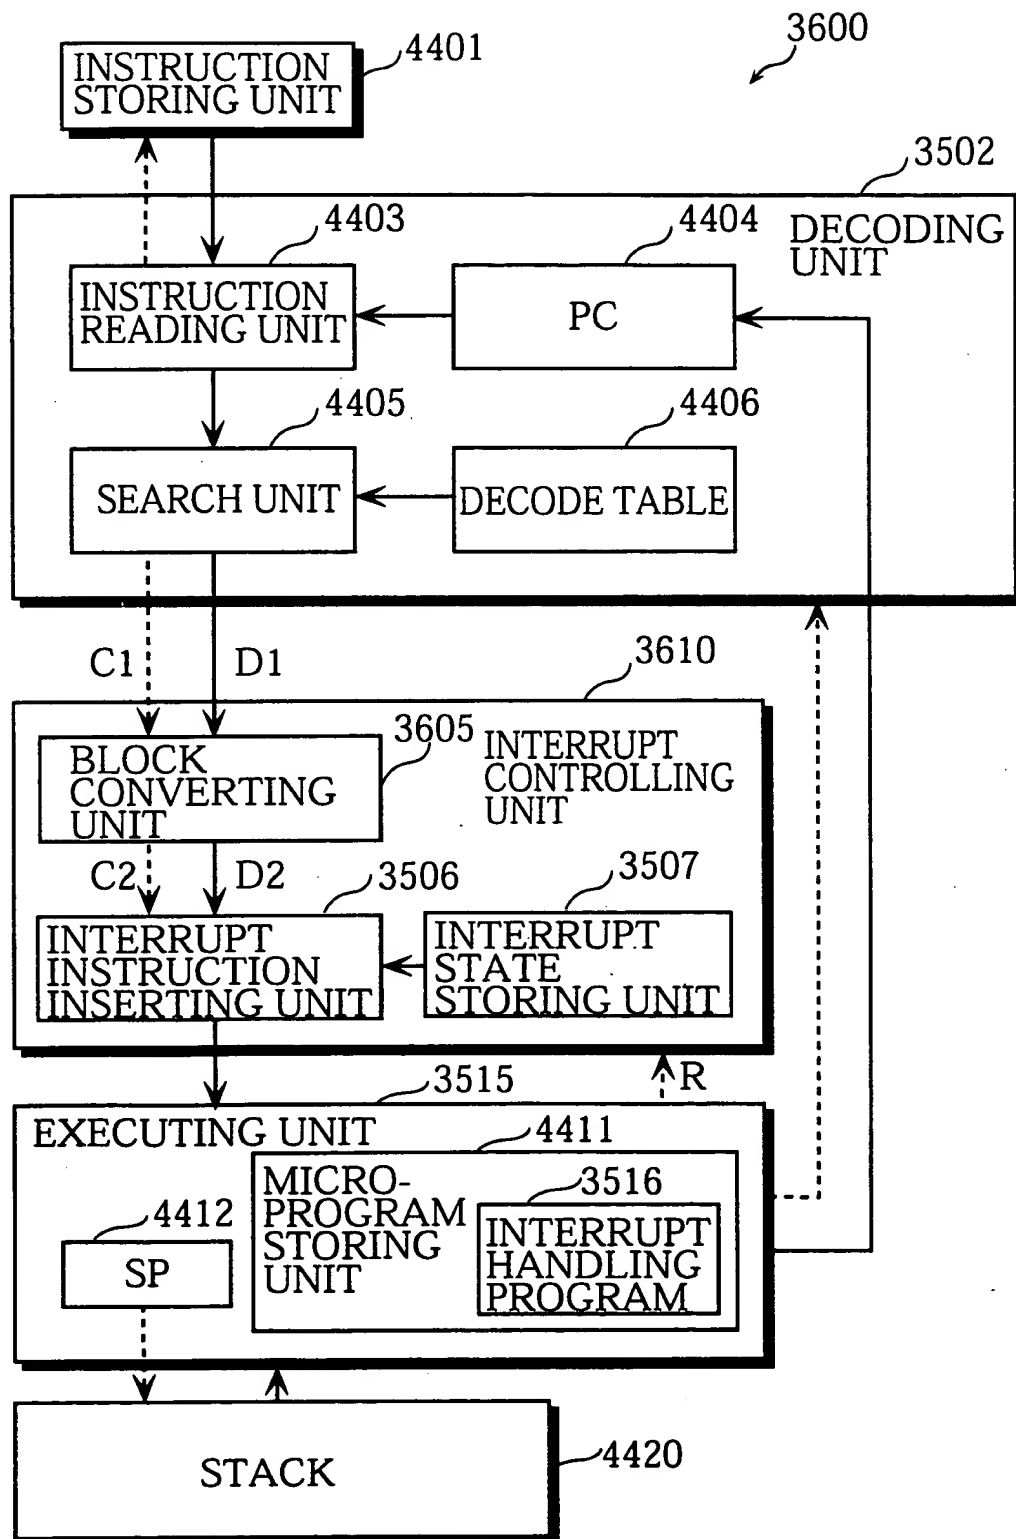 3600
4401
INSTRUCTION
STORING UNIT
3502
DECODING
UNIT
4403
4404
INSTRUCTION
READING UNIT
PC
4405
4406
SEARCH UNIT
DECODE TABLE
C1
D1
3610
3605
BLOCK
CONVERTING
UNIT
INTERRUPT
CONTROLLING
UNIT
C2
D2
3506
3507
INTERRUPT
INSTRUCTION
INSERTING UNIT
INTERRUPT
STATE
STORING UNIT
R
3515
EXECUTING UNIT
4411
MICRO-
PROGRAM
STORING
UNIT
3516
INTERRUPT
HANDLING
PROGRAM
4412
SP
STACK
4420